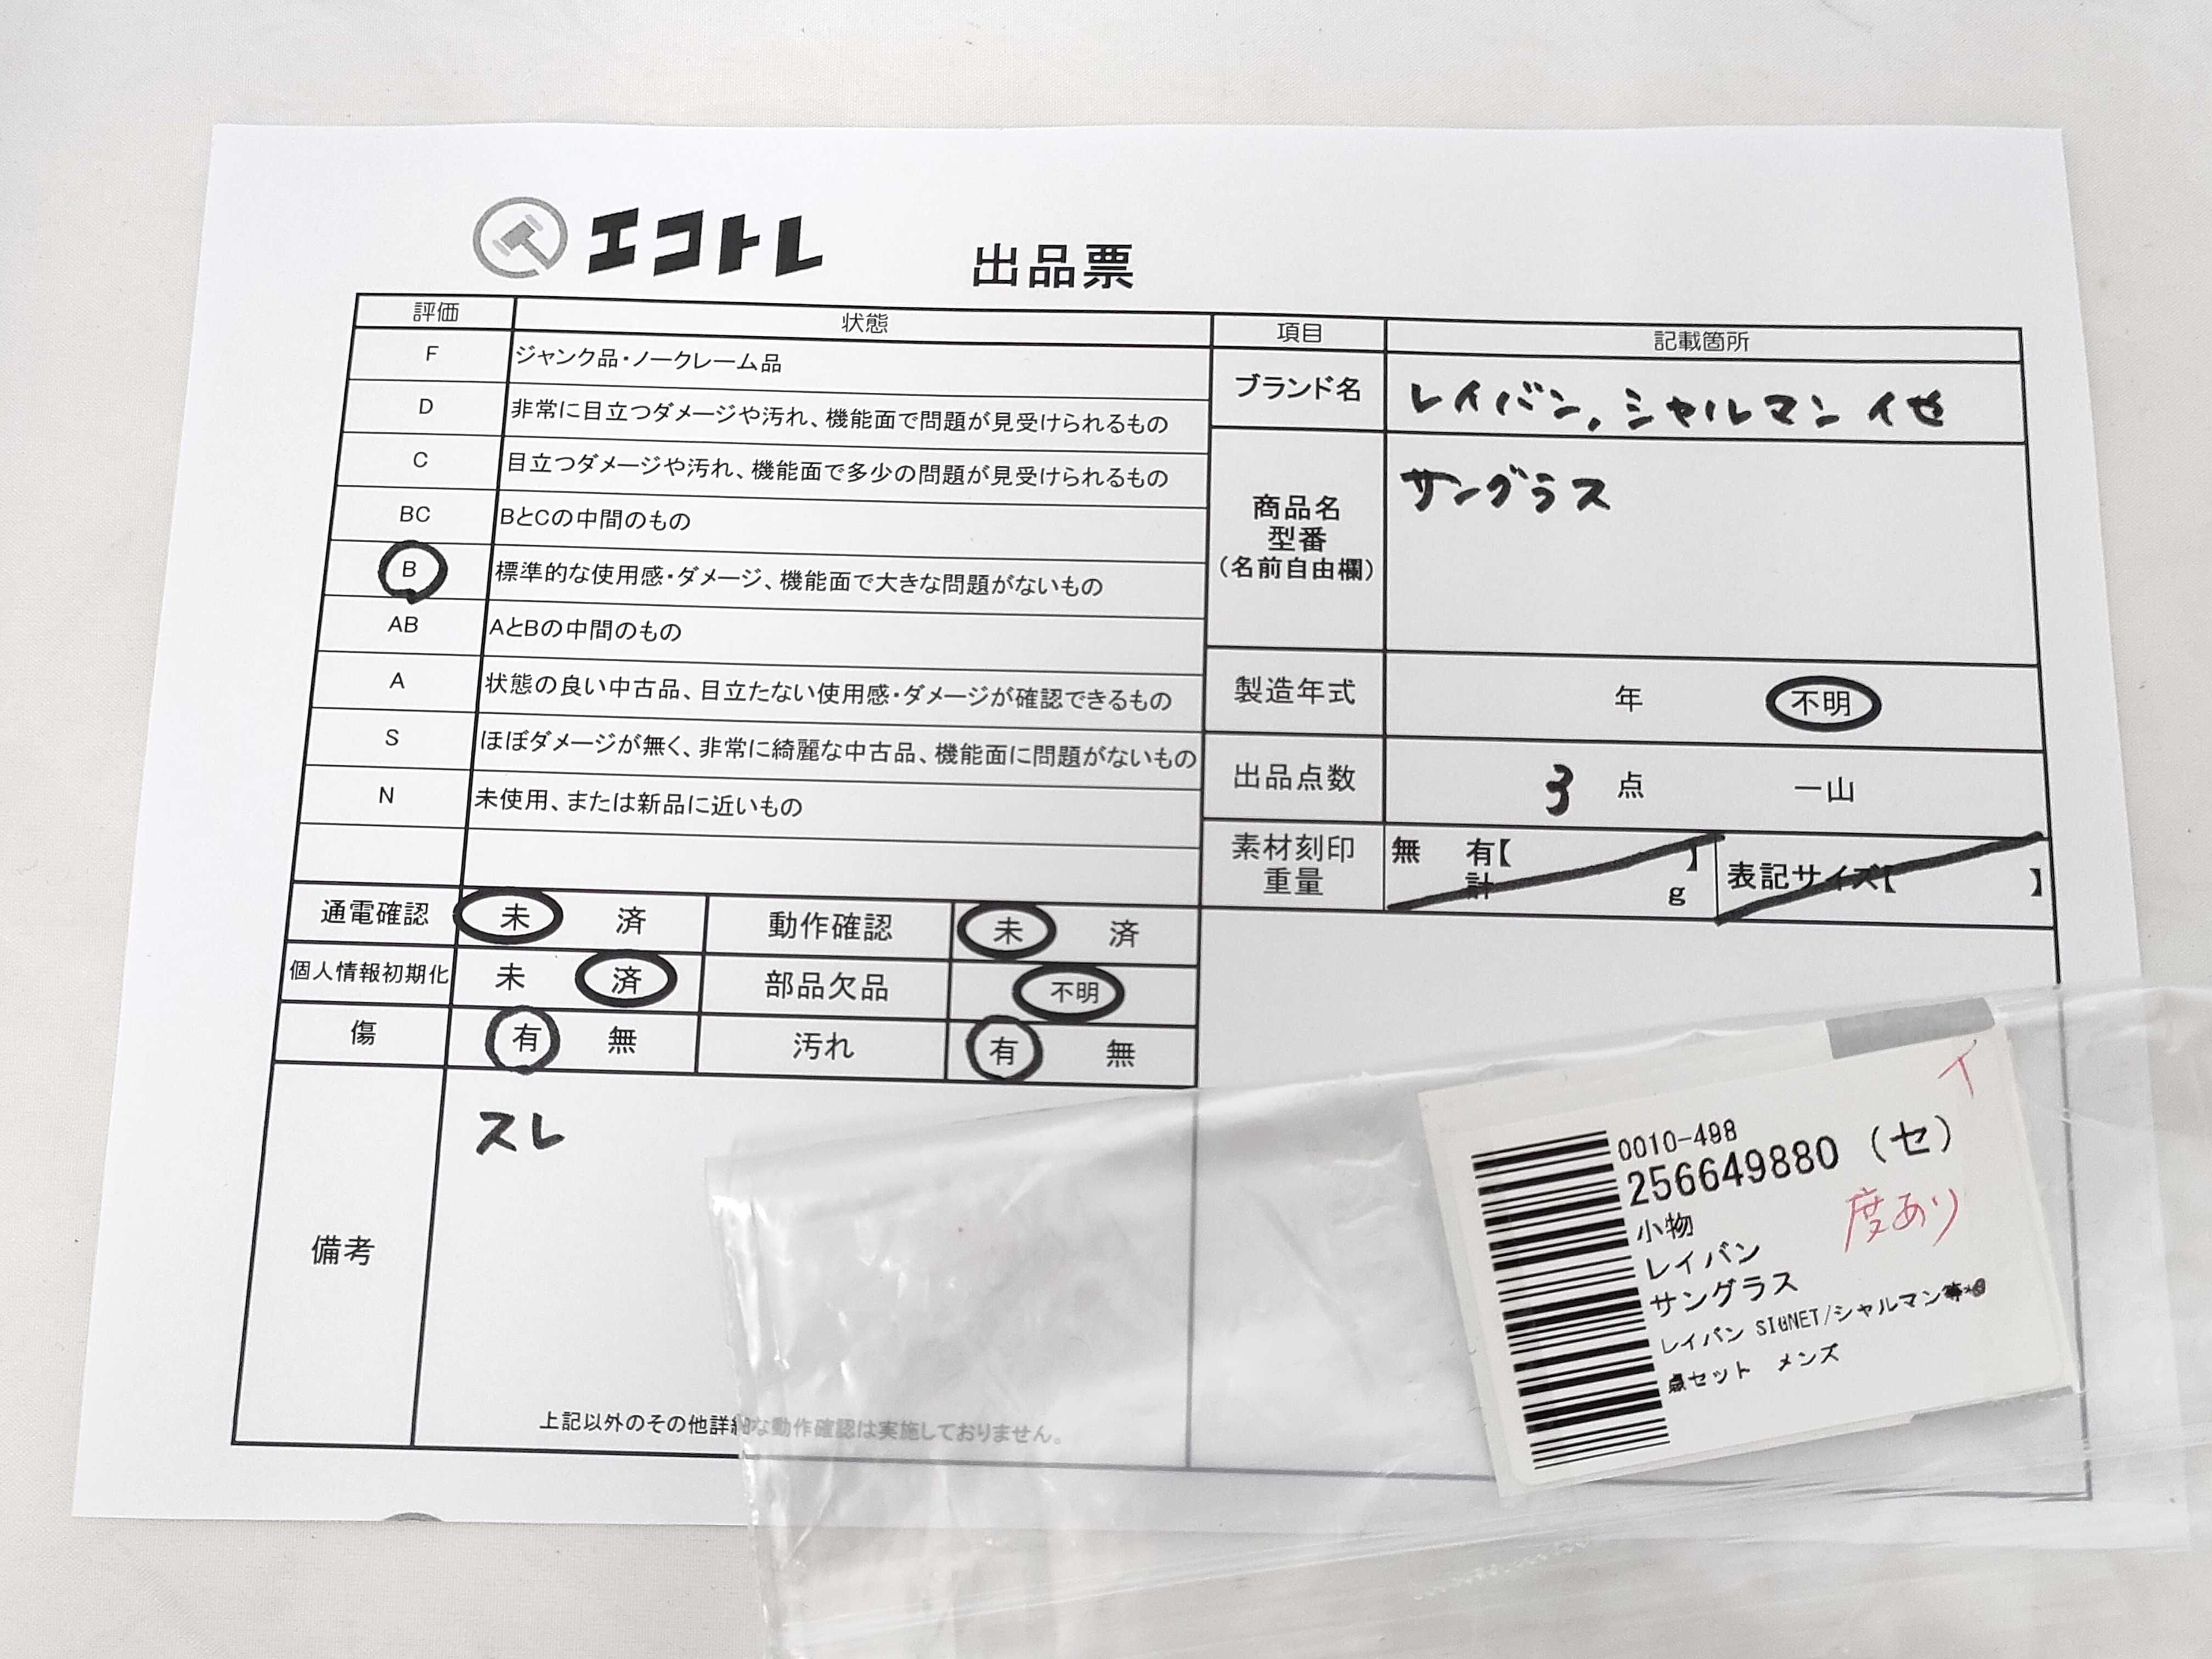 エコトレ 出品票
評価 状態
F ジャンク品・ノークレーム品
D 非常に目立つダメージや汚れ、機能面で問題が見受けられるもの
C 目立つダメージや汚れ、機能面で多少の問題が見受けられるもの
BC BとCの中間のもの
B 標準的な使用感・ダメージ、機能面で大きな問題がないもの
AB AとBの中間のもの
A 状態の良い中古品、目立たない使用感・ダメージが確認できるもの
S ほぼダメージが無く、非常に綺麗な中古品、機能面に問題がないもの
N 未使用、または新品に近いもの
通電確認 未 済 動作確認 未 済
個人情報初期化 未 済 部品欠品 不明
傷 有 無 汚れ 有 無
備考 スレ
上記以外のその他詳細な動作確認は実施しておりません。
項目 記載箇所
ブランド名 レイバン,シャルマン イセ
商品名
型番
(名前自由欄)
サングラス
製造年式 年 不明
出品点数 3 点 一山
素材刻印
重量
無 有【 】
計 g
表記サイズ【 】
0010-498
256649880 (セ)
度あり
小物
レイバン
サングラス
レイバン SIGNET/シャルマン等*
点セット メンズ